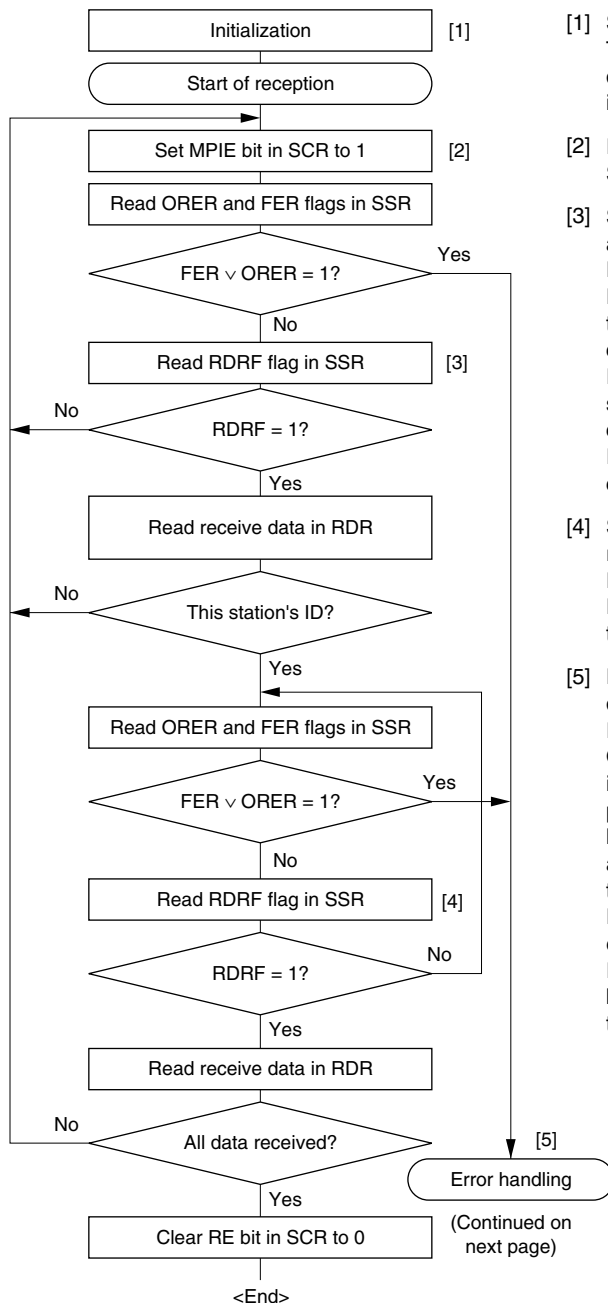 Initialization [1]
Start of reception
Set MPIE bit in SCR to 1 [2]
Read ORER and FER flags in SSR
FER ∨ ORER = 1?
Yes
No
Read RDRF flag in SSR [3]
No
RDRF = 1?
Yes
Read receive data in RDR
No
This station's ID?
Yes
Read ORER and FER flags in SSR
FER ∨ ORER = 1?
Yes
No
Read RDRF flag in SSR [4]
RDRF = 1?
No
Yes
Read receive data in RDR
No
All data received?
[5]
Error handling
Yes
(Continued on
next page)
Clear RE bit in SCR to 0
<End>
[1]
[2]
[3]
[4]
[5]